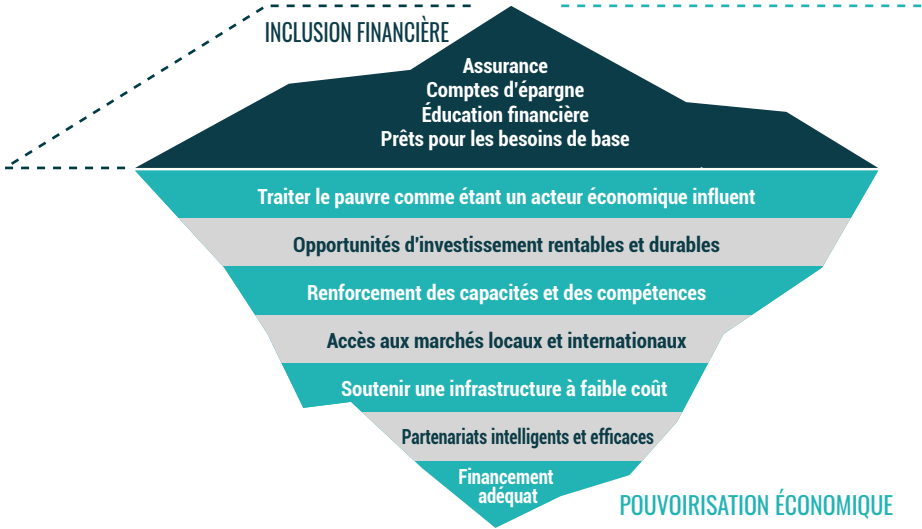 INCLUSION FINANCIÈRE
Assurance
Comptes d'épargne
Éducation financière
Prêts pour les besoins de base
Traiter le pauvre comme étant un acteur économique influent
Opportunités d'investissement rentables et durables
Renforcement des capacités et des compétences
Accès aux marchés locaux et internationaux
Soutenir une infrastructure à faible coût
Partenariats intelligents et efficaces
Financement
adéquat
POUVOIRISATION ÉCONOMIQUE